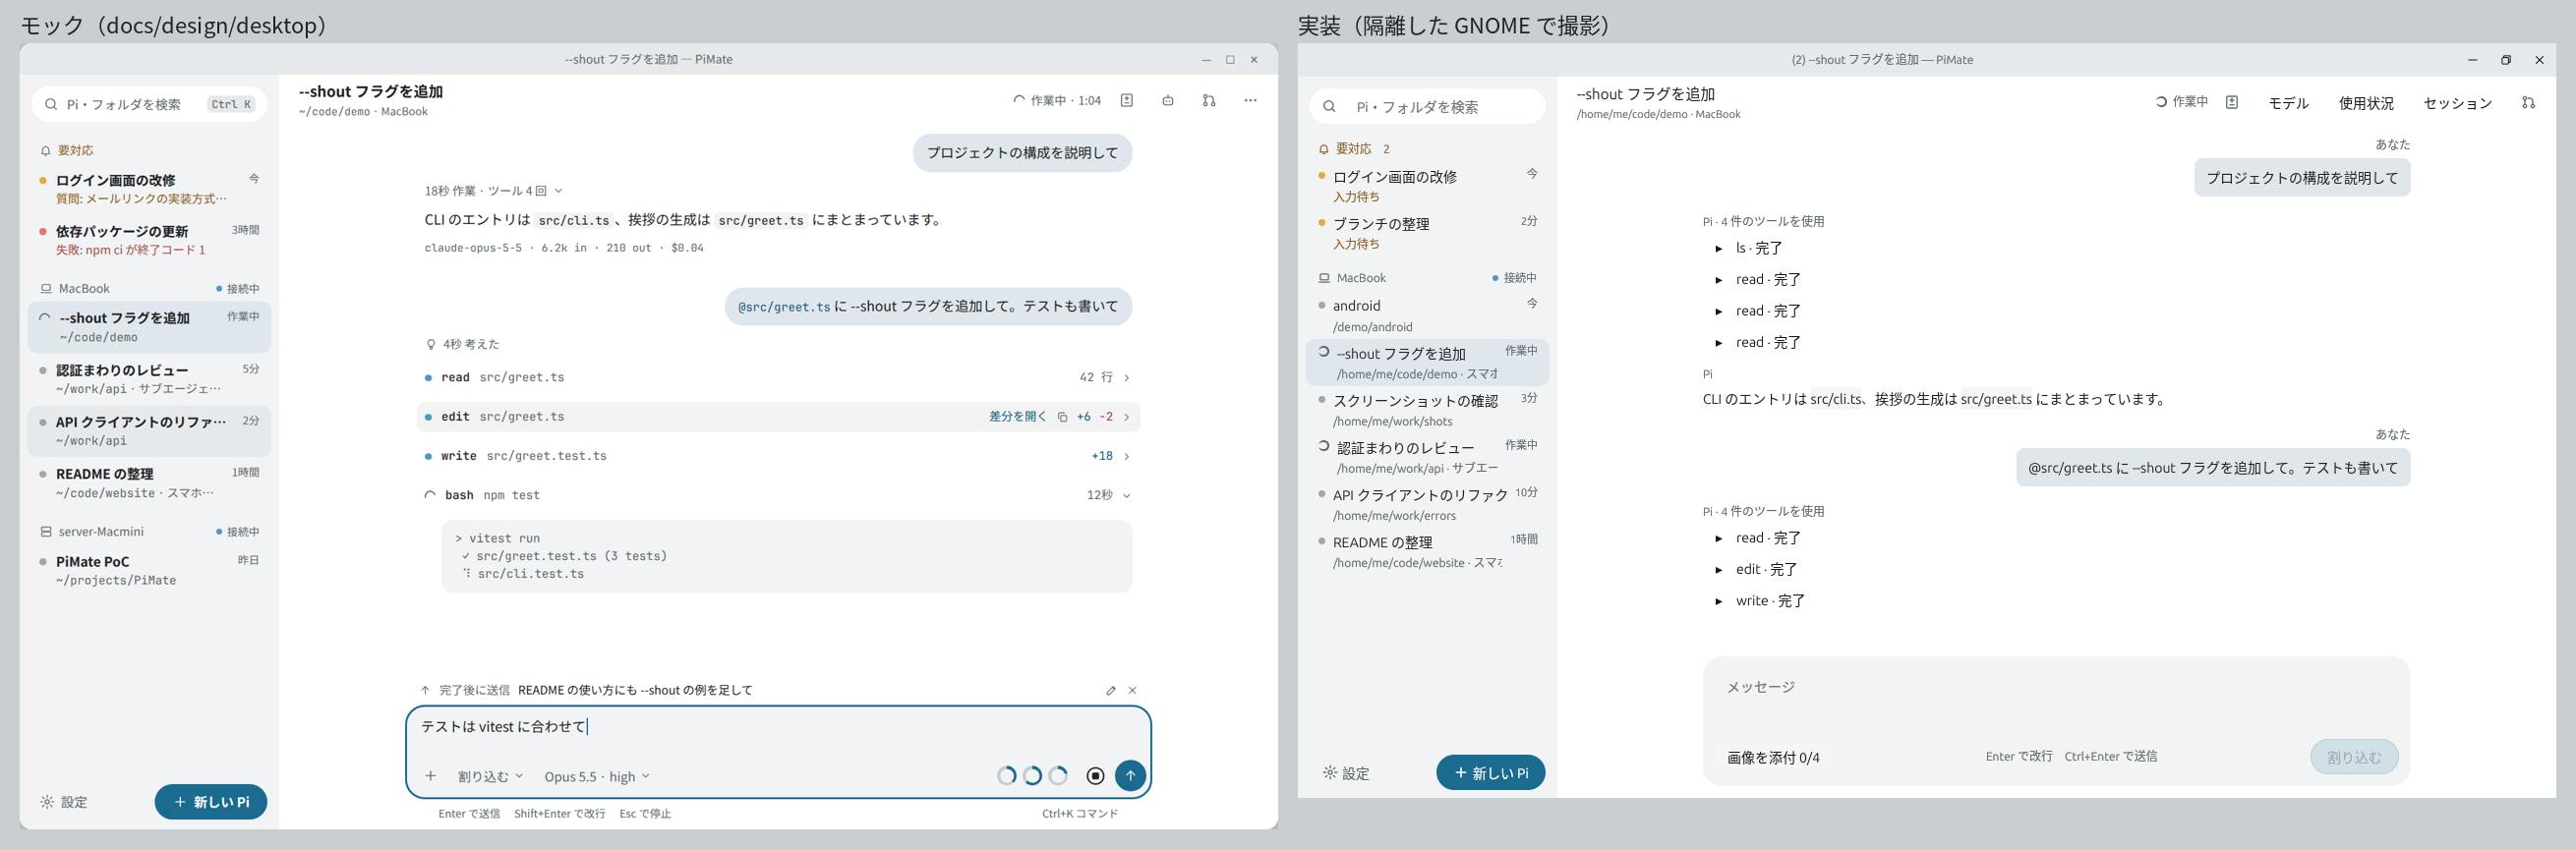 モック（docs/design/desktop）
--shout フラグを追加 — PiMate
Pi・フォルダを検索 Ctrl K
要対応
ログイン画面の改修 今
質問: メールリンクの実装方式…
依存パッケージの更新 3時間
失敗: npm ci が終了コード 1
MacBook 接続中
--shout フラグを追加 作業中
~/code/demo
認証まわりのレビュー 5分
~/work/api · サブエージェ…
API クライアントのリファ… 2分
~/work/api
README の整理 1時間
~/code/website · スマホ…
server-Macmini 接続中
PiMate PoC 昨日
~/projects/PiMate
設定
+ 新しい Pi
--shout フラグを追加
~/code/demo · MacBook
作業中 · 1:04
プロジェクトの構成を説明して
18秒 作業 · ツール 4 回
CLI のエントリは src/cli.ts、挨拶の生成は src/greet.ts にまとまっています。
claude-opus-5-5 · 6.2k in · 210 out · $0.04
@src/greet.ts に --shout フラグを追加して。テストも書いて
4秒 考えた
read src/greet.ts 42 行
edit src/greet.ts 差分を開く +6 -2
write src/greet.test.ts +18
bash npm test 12秒
> vitest run
✓ src/greet.test.ts (3 tests)
src/cli.test.ts
完了後に送信 README の使い方にも --shout の例を足して
テストは vitest に合わせて
割り込む Opus 5.5 · high
Enter で送信 Shift+Enter で改行 Esc で停止 Ctrl+K コマンド
実装（隔離した GNOME で撮影）
(2) --shout フラグを追加 — PiMate
Pi・フォルダを検索
要対応 2
ログイン画面の改修 今
入力待ち
ブランチの整理 2分
入力待ち
MacBook 接続中
android 今
/demo/android
--shout フラグを追加 作業中
/home/me/code/demo · スマホ
スクリーンショットの確認 3分
/home/me/work/shots
認証まわりのレビュー 作業中
/home/me/work/api · サブエー
API クライアントのリファク 10分
/home/me/work/errors
README の整理 1時間
/home/me/code/website · スマホ
設定
+ 新しい Pi
--shout フラグを追加
/home/me/code/demo · MacBook
作業中 モデル 使用状況 セッション
あなた
プロジェクトの構成を説明して
Pi · 4 件のツールを使用
▸ ls · 完了
▸ read · 完了
▸ read · 完了
▸ read · 完了
Pi
CLI のエントリは src/cli.ts、挨拶の生成は src/greet.ts にまとまっています。
あなた
@src/greet.ts に --shout フラグを追加して。テストも書いて
Pi · 4 件のツールを使用
▸ read · 完了
▸ edit · 完了
▸ write · 完了
メッセージ
画像を添付 0/4 Enter で改行 Ctrl+Enter で送信 割り込む